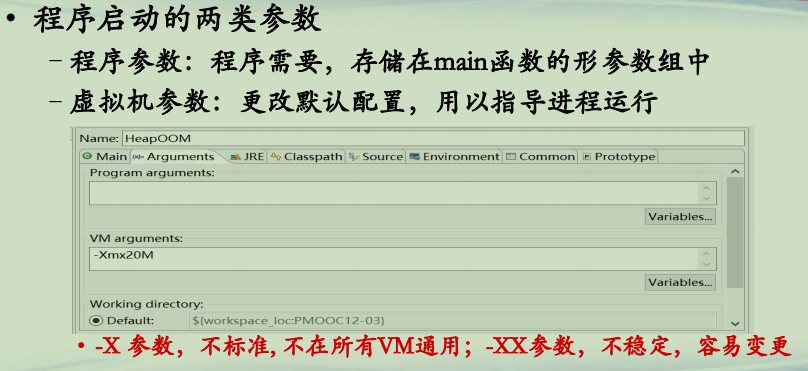 • 程序启动的两类参数
– 程序参数：程序需要，存储在main函数的形参数组中
– 虚拟机参数：更改默认配置，用以指导进程运行
Name: HeapOOM
Main (x)= Arguments JRE Classpath Source Environment Common Prototype
Program arguments:
Variables...
VM arguments:
-Xmx20M
Variables...
Working directory:
Default: ${workspace_loc:PMOOC12-03}
• -X 参数，不标准, 不在所有VM通用；-XX参数，不稳定，容易变更